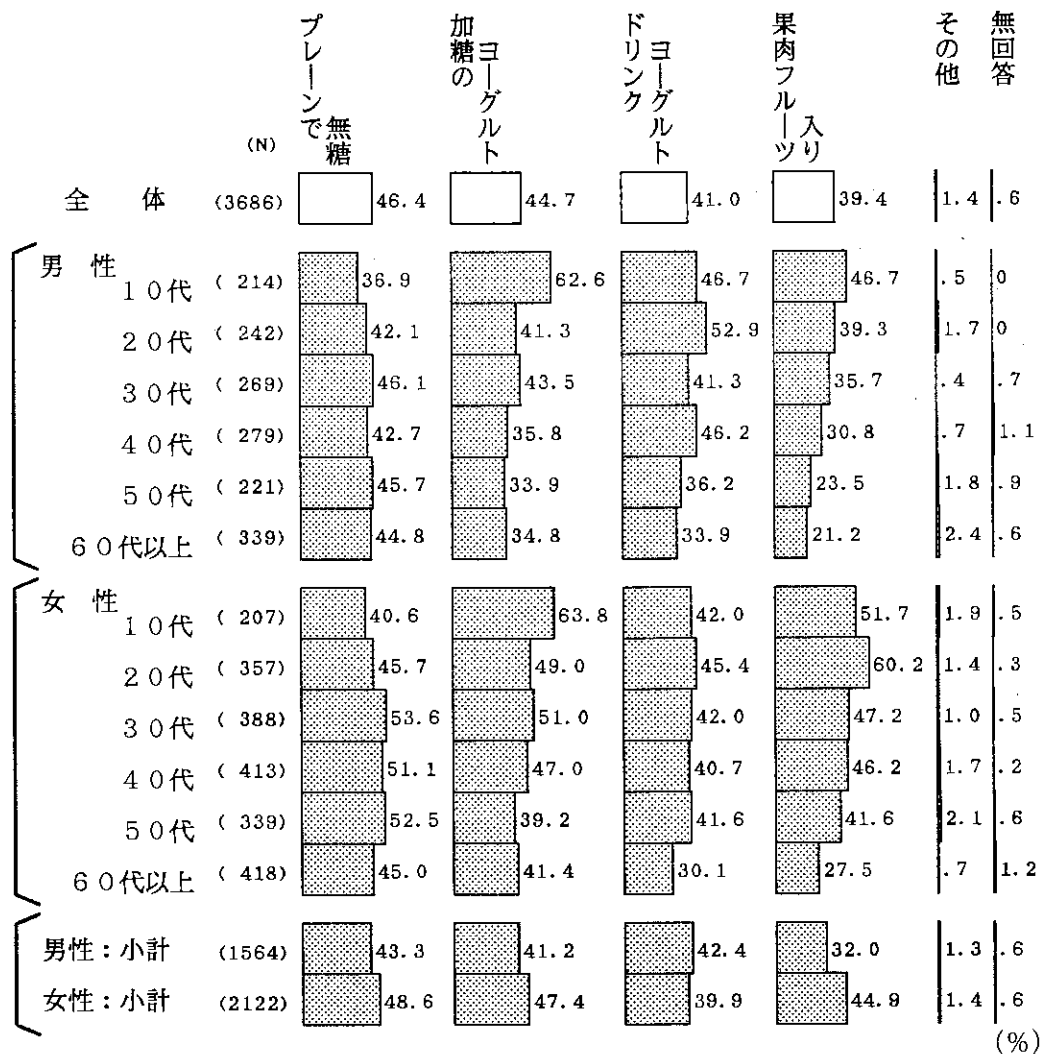 プレーンで無糖
加糖のヨーグルト
ヨーグルトドリンク
果肉フルーツ入り
その他
無回答
(N)
全 体 (3686) 46.4 44.7 41.0 39.4 1.4 .6
男 性
10代 ( 214) 36.9 62.6 46.7 46.7 .5 0
20代 ( 242) 42.1 41.3 52.9 39.3 1.7 0
30代 ( 269) 46.1 43.5 41.3 35.7 .4 .7
40代 ( 279) 42.7 35.8 46.2 30.8 .7 1.1
50代 ( 221) 45.7 33.9 36.2 23.5 1.8 .9
60代以上 ( 339) 44.8 34.8 33.9 21.2 2.4 .6
女 性
10代 ( 207) 40.6 63.8 42.0 51.7 1.9 .5
20代 ( 357) 45.7 49.0 45.4 60.2 1.4 .3
30代 ( 388) 53.6 51.0 42.0 47.2 1.0 .5
40代 ( 413) 51.1 47.0 40.7 46.2 1.7 .2
50代 ( 339) 52.5 39.2 41.6 41.6 2.1 .6
60代以上 ( 418) 45.0 41.4 30.1 27.5 .7 1.2
男性：小計 (1564) 43.3 41.2 42.4 32.0 1.3 .6
女性：小計 (2122) 48.6 47.4 39.9 44.9 1.4 .6
(%)